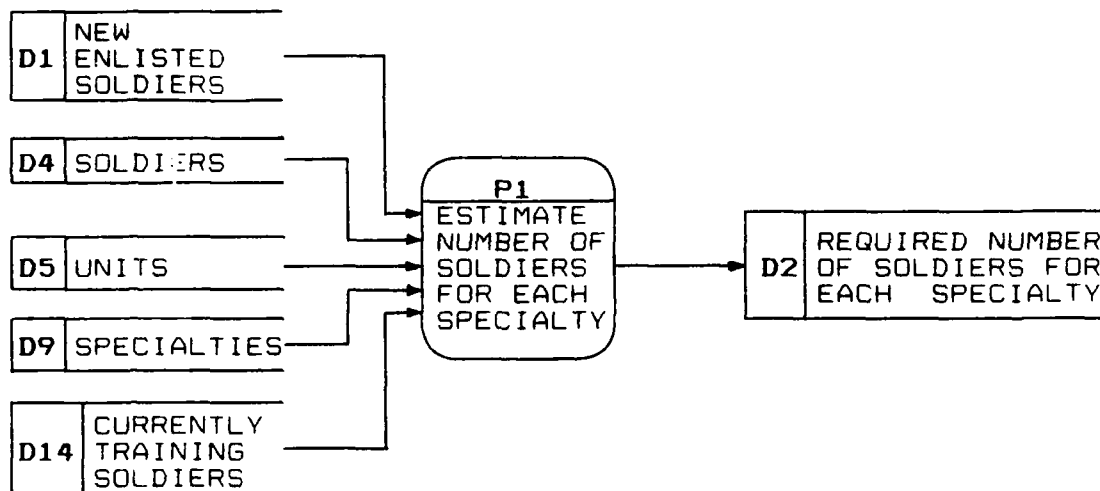 D1
NEW
ENLISTED
SOLDIERS
D4 SOLDIERS
D5 UNITS
D9 SPECIALTIES
D14
CURRENTLY
TRAINING
SOLDIERS
P1
ESTIMATE
NUMBER OF
SOLDIERS
FOR EACH
SPECIALTY
D2
REQUIRED NUMBER
OF SOLDIERS FOR
EACH SPECIALTY